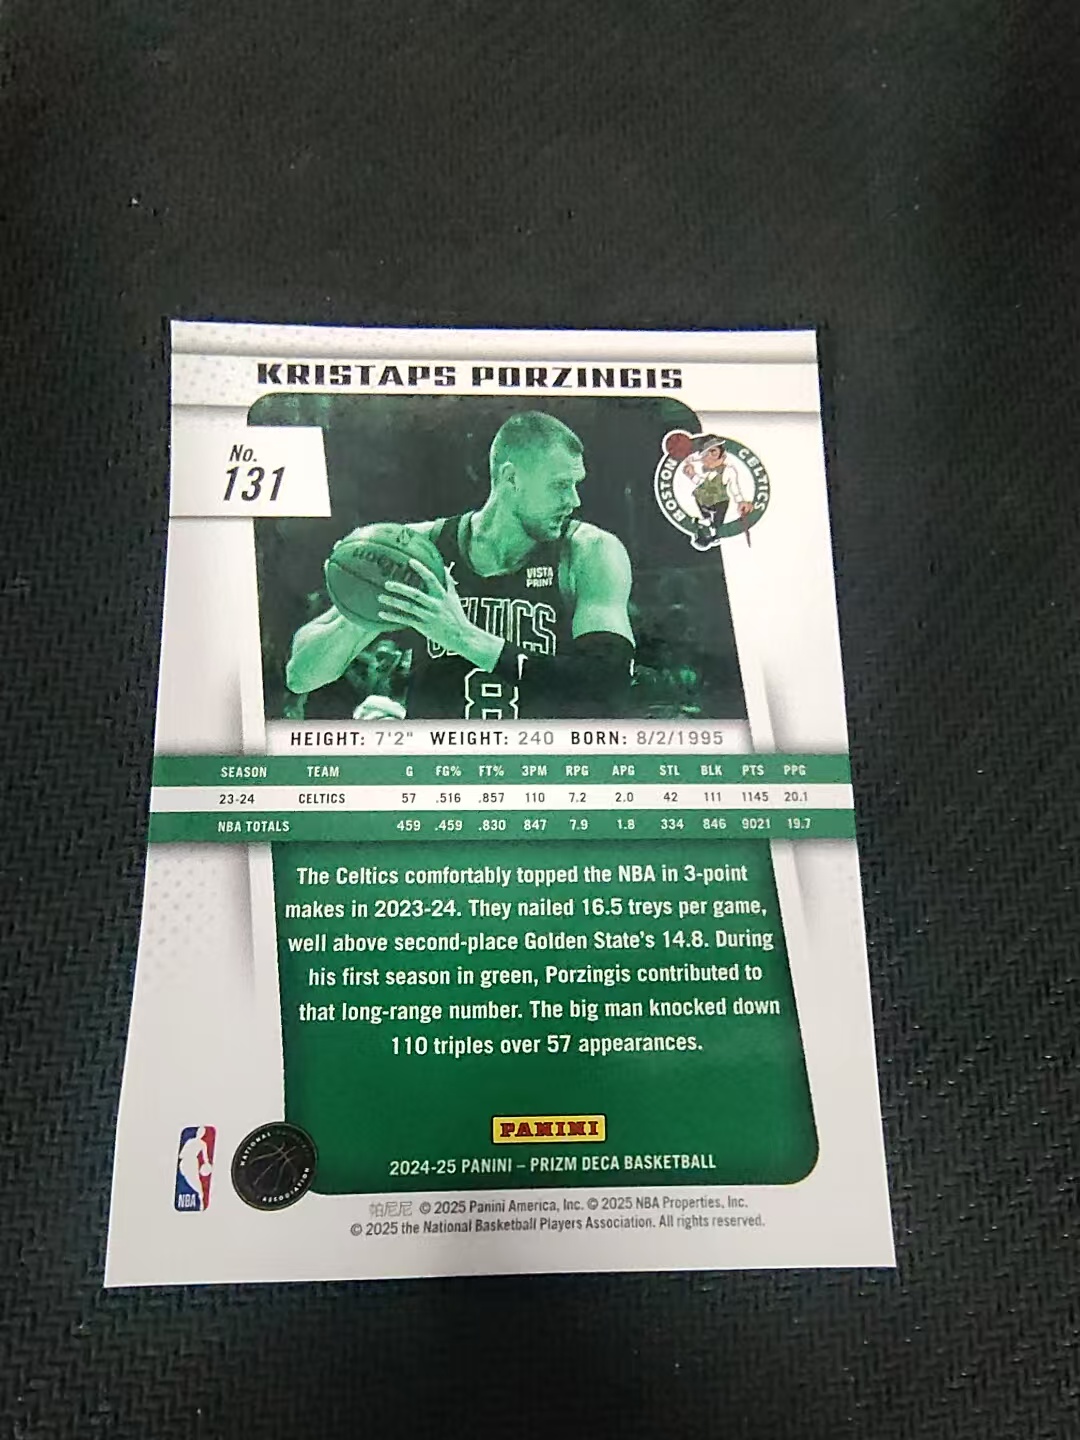 KRISTAPS PORZINGIS
No.
131
BOSTON CELTICS
VISTA
PRINT
CELTICS
8
HEIGHT: 7'2" WEIGHT: 240 BORN: 8/2/1995
SEASON TEAM G FG% FT% 3PM RPG APG STL BLK PTS PPG
23-24 CELTICS 57 .516 .857 110 7.2 2.0 42 111 1145 20.1
NBA TOTALS 459 .459 .830 847 7.9 1.8 334 846 9021 19.7
The Celtics comfortably topped the NBA in 3-point
makes in 2023-24. They nailed 16.5 treys per game,
well above second-place Golden State's 14.8. During
his first season in green, Porzingis contributed to
that long-range number. The big man knocked down
110 triples over 57 appearances.
PANINI
2024-25 PANINI – PRIZM DECA BASKETBALL
NBA
NATIONAL
ASSOCIATION
帕尼尼 © 2025 Panini America, Inc. © 2025 NBA Properties, Inc.
© 2025 the National Basketball Players Association. All rights reserved.